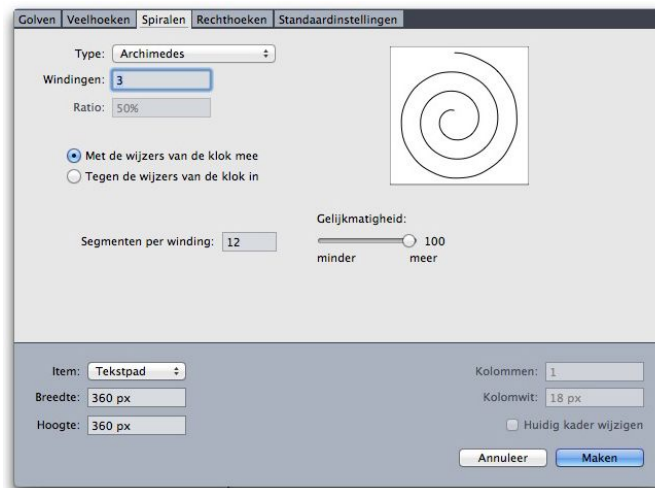 Golven Veelhoeken Spiralen Rechthoeken Standaardinstellingen
Type: Archimedes
Windingen: 3
Ratio: 50%
Met de wijzers van de klok mee
Tegen de wijzers van de klok in
Gelijkmatigheid:
Segmenten per winding: 12
100
minder meer
Item: Tekstpad
Kolommen: 1
Breedte: 360 px
Kolomwit: 18 px
Hoogte: 360 px
Huidig kader wijzigen
Annuleer Maken